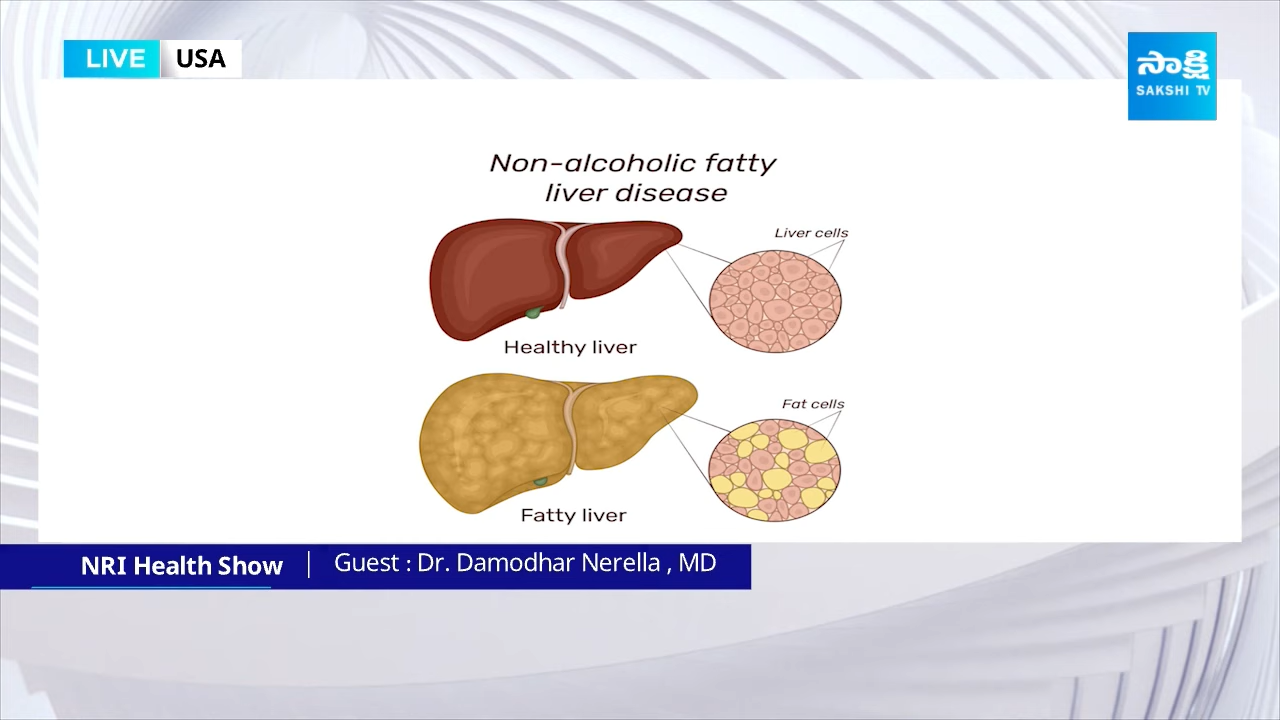 LIVE USA
సాక్షి
SAKSHI TV
Non-alcoholic fatty
liver disease
Liver cells
Healthy liver
Fat cells
Fatty liver
NRI Health Show | Guest : Dr. Damodhar Nerella , MD